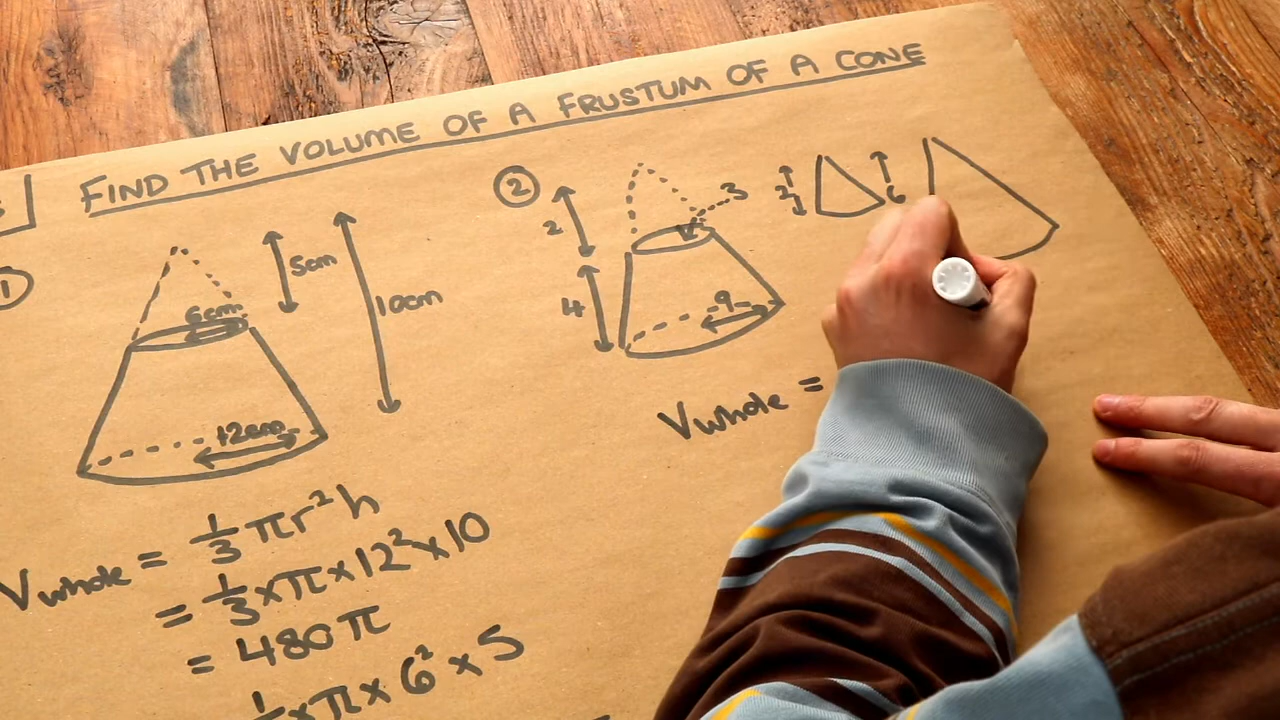 FIND THE VOLUME OF A FRUSTUM OF A CONE
1
6cm
12cm
5cm
10cm
Vwhole = 1/3 πr²h
= 1/3 × π × 12² × 10
= 480π
1/3 × π × 6² × 5
2
2
4
3
9
2
6
Vwhole =